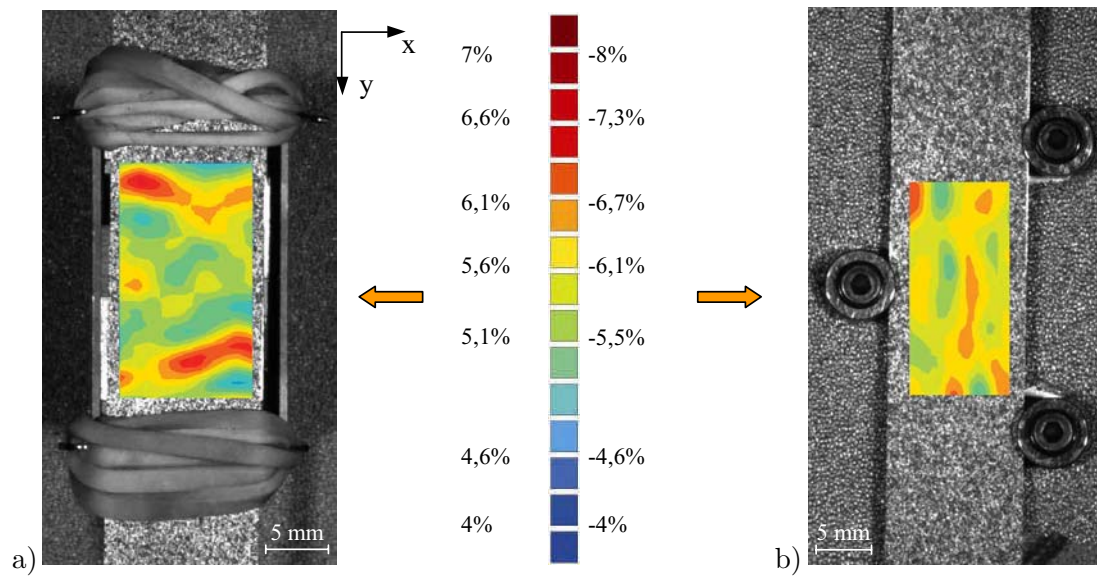 x
y
7% -8%
6,6% -7,3%
6,1% -6,7%
5,6% -6,1%
5,1% -5,5%
4,6% -4,6%
4% -4%
5 mm
5 mm
a)
b)